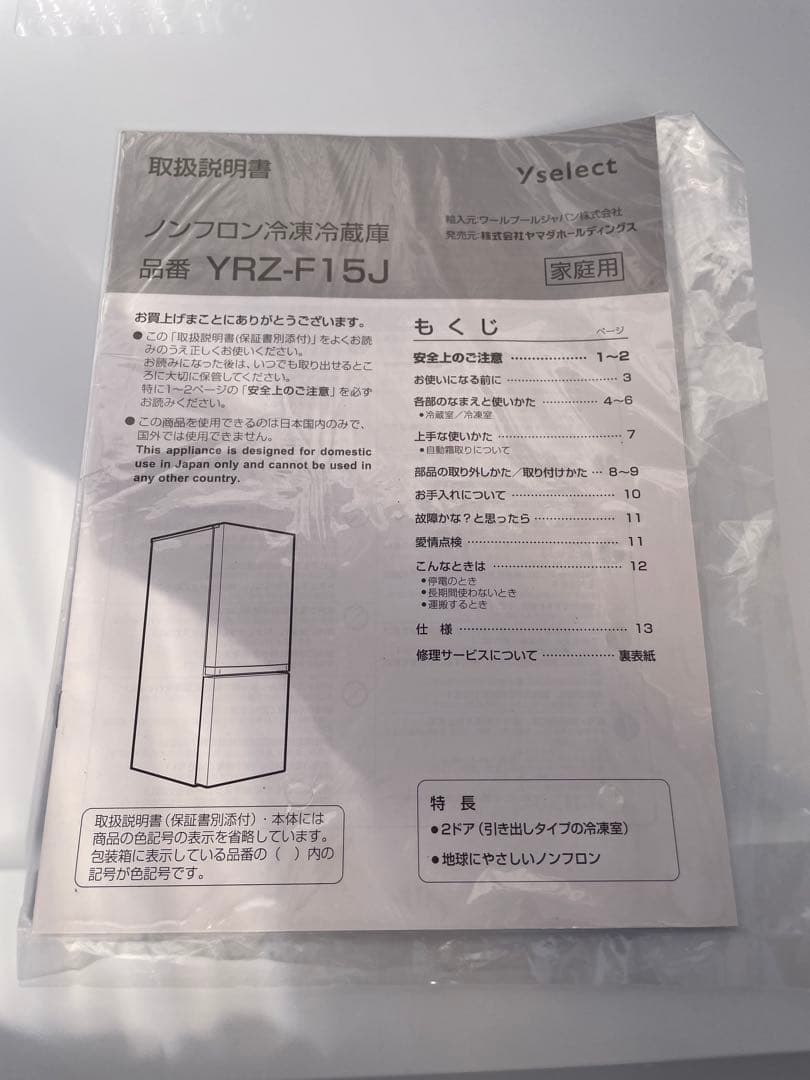 取扱説明書
Yselect
ノンフロン冷凍冷蔵庫
品番 YRZ-F15J
輸入元:ワールプールジャパン株式会社
発売元:株式会社ヤマダホールディングス
家庭用
お買上げまことにありがとうございます。
●この「取扱説明書(保証書別添付)」をよくお読
みのうえ正しくお使いください。
お読みになった後は、いつでも取り出せるとこ
ろに大切に保管してください。
特に1〜2ページの「安全上のご注意」を必ず
お読みください。
●この商品を使用できるのは日本国内のみで、
国外では使用できません。
This appliance is designed for domestic
use in Japan only and cannot be used in
any other country.
もくじ ページ
安全上のご注意 ………………… 1〜2
お使いになる前に ………………… 3
各部のなまえと使いかた ………… 4〜6
●冷蔵室/冷凍室
上手な使いかた ………………… 7
●自動霜取りについて
部品の取り外しかた/取り付けかた … 8〜9
お手入れについて ………………… 10
故障かな?と思ったら ……………… 11
愛情点検 ………………………… 11
こんなときは ……………………… 12
●停電のとき
●長期間使わないとき
●運搬するとき
仕様 ……………………………… 13
修理サービスについて ……………… 裏表紙
取扱説明書(保証書別添付)・本体には
商品の色記号の表示を省略しています。
包装箱に表示している品番の( )内の
記号が色記号です。
特長
●2ドア(引き出しタイプの冷凍室)
●地球にやさしいノンフロン